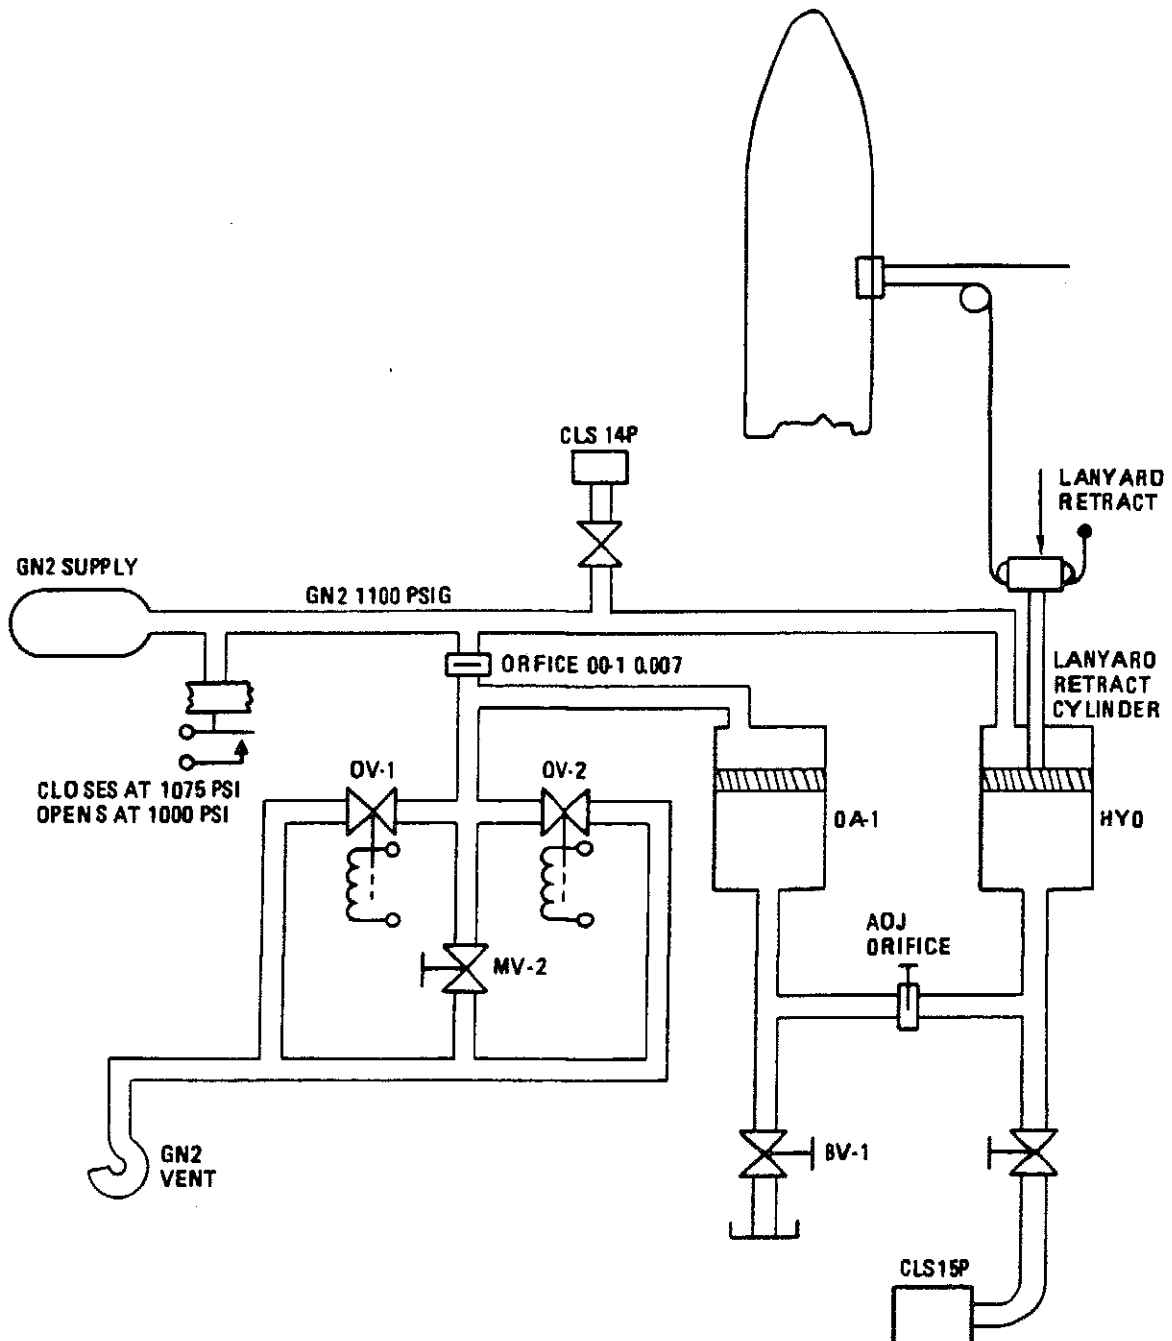 CLS 14P
LANYARD
RETRACT
GN2 SUPPLY
GN2 1100 PSIG
ORFICE 00-1 0.007
LANYARD
RETRACT
CYLINDER
CLOSES AT 1075 PSI
OPENS AT 1000 PSI
OV-1
OV-2
OA-1
HYO
AOJ
ORIFICE
MV-2
GN2
VENT
BV-1
CLS15P